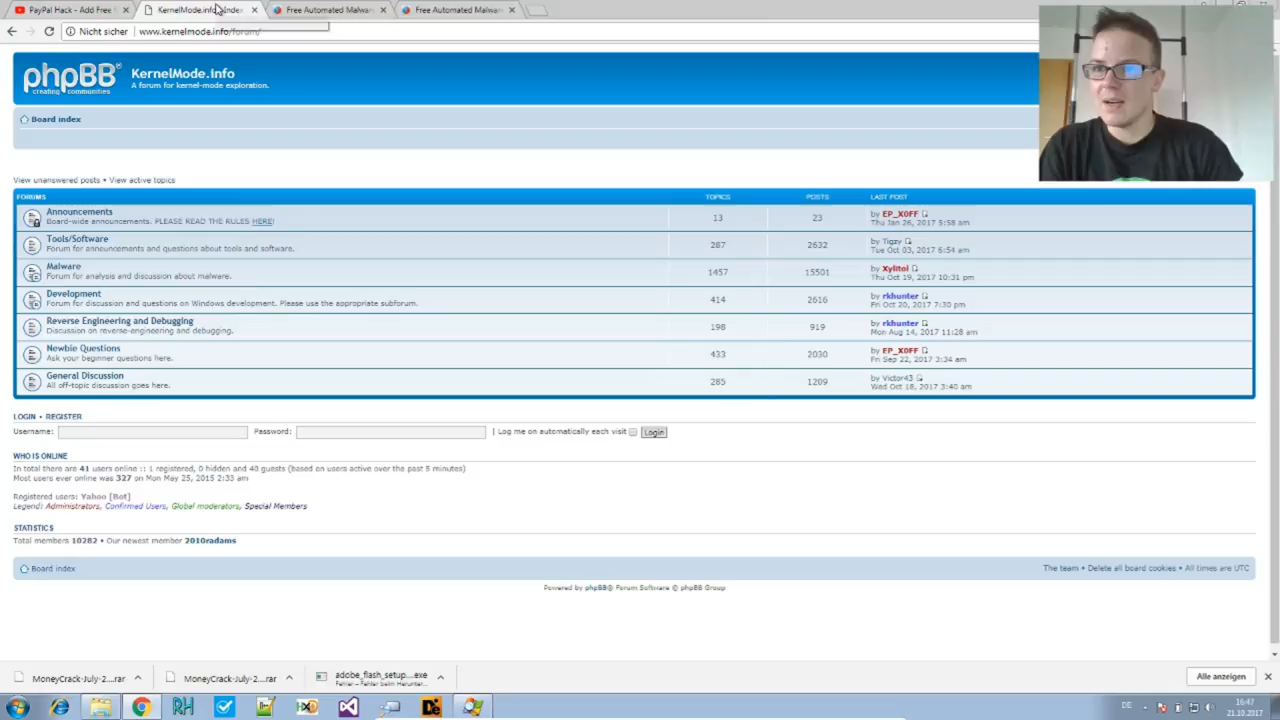 PayPal Hack - Add Free
KernelMode.info • Index
Free Automated Malwar
Free Automated Malwar
Nicht sicher
www.kernelmode.info/forum/
phpBB
creating communities
KernelMode.Info
A forum for kernel-mode exploration.
Board index
View unanswered posts • View active topics
FORUMS TOPICS POSTS LAST POST
Announcements
Board-wide announcements. PLEASE READ THE RULES HERE!
13 23
by EP_X0FF
Thu Jan 26, 2017 5:58 am
Tools/Software
Forum for announcements and questions about tools and software.
287 2632
by Tigzy
Tue Oct 03, 2017 6:54 am
Malware
Forum for analysis and discussion about malware.
1457 15501
by Xylitol
Thu Oct 19, 2017 10:31 pm
Development
Forum for discussion and questions on Windows development. Please use the appropriate subforum.
414 2616
by rkhunter
Fri Oct 20, 2017 7:30 pm
Reverse Engineering and Debugging
Discussion on reverse-engineering and debugging.
198 919
by rkhunter
Mon Aug 14, 2017 11:28 am
Newbie Questions
Ask your beginner questions here.
433 2030
by EP_X0FF
Fri Sep 22, 2017 3:34 am
General Discussion
All off-topic discussion goes here.
285 1209
by Victor43
Wed Oct 18, 2017 3:40 am
LOGIN • REGISTER
Username: Password: | Log me on automatically each visit Login
WHO IS ONLINE
In total there are 41 users online :: 1 registered, 0 hidden and 40 guests (based on users active over the past 5 minutes)
Most users ever online was 327 on Mon May 25, 2015 2:33 am
Registered users: Yahoo [Bot]
Legend: Administrators, Confirmed Users, Global moderators, Special Members
STATISTICS
Total members 10282 • Our newest member 2010radams
Board index
The team • Delete all board cookies • All times are UTC
Powered by phpBB® Forum Software © phpBB Group
MoneyCrack-July-2...rar
MoneyCrack-July-2...rar
adobe_flash_setup....exe
Alle anzeigen
DE
16:47
21.10.2017